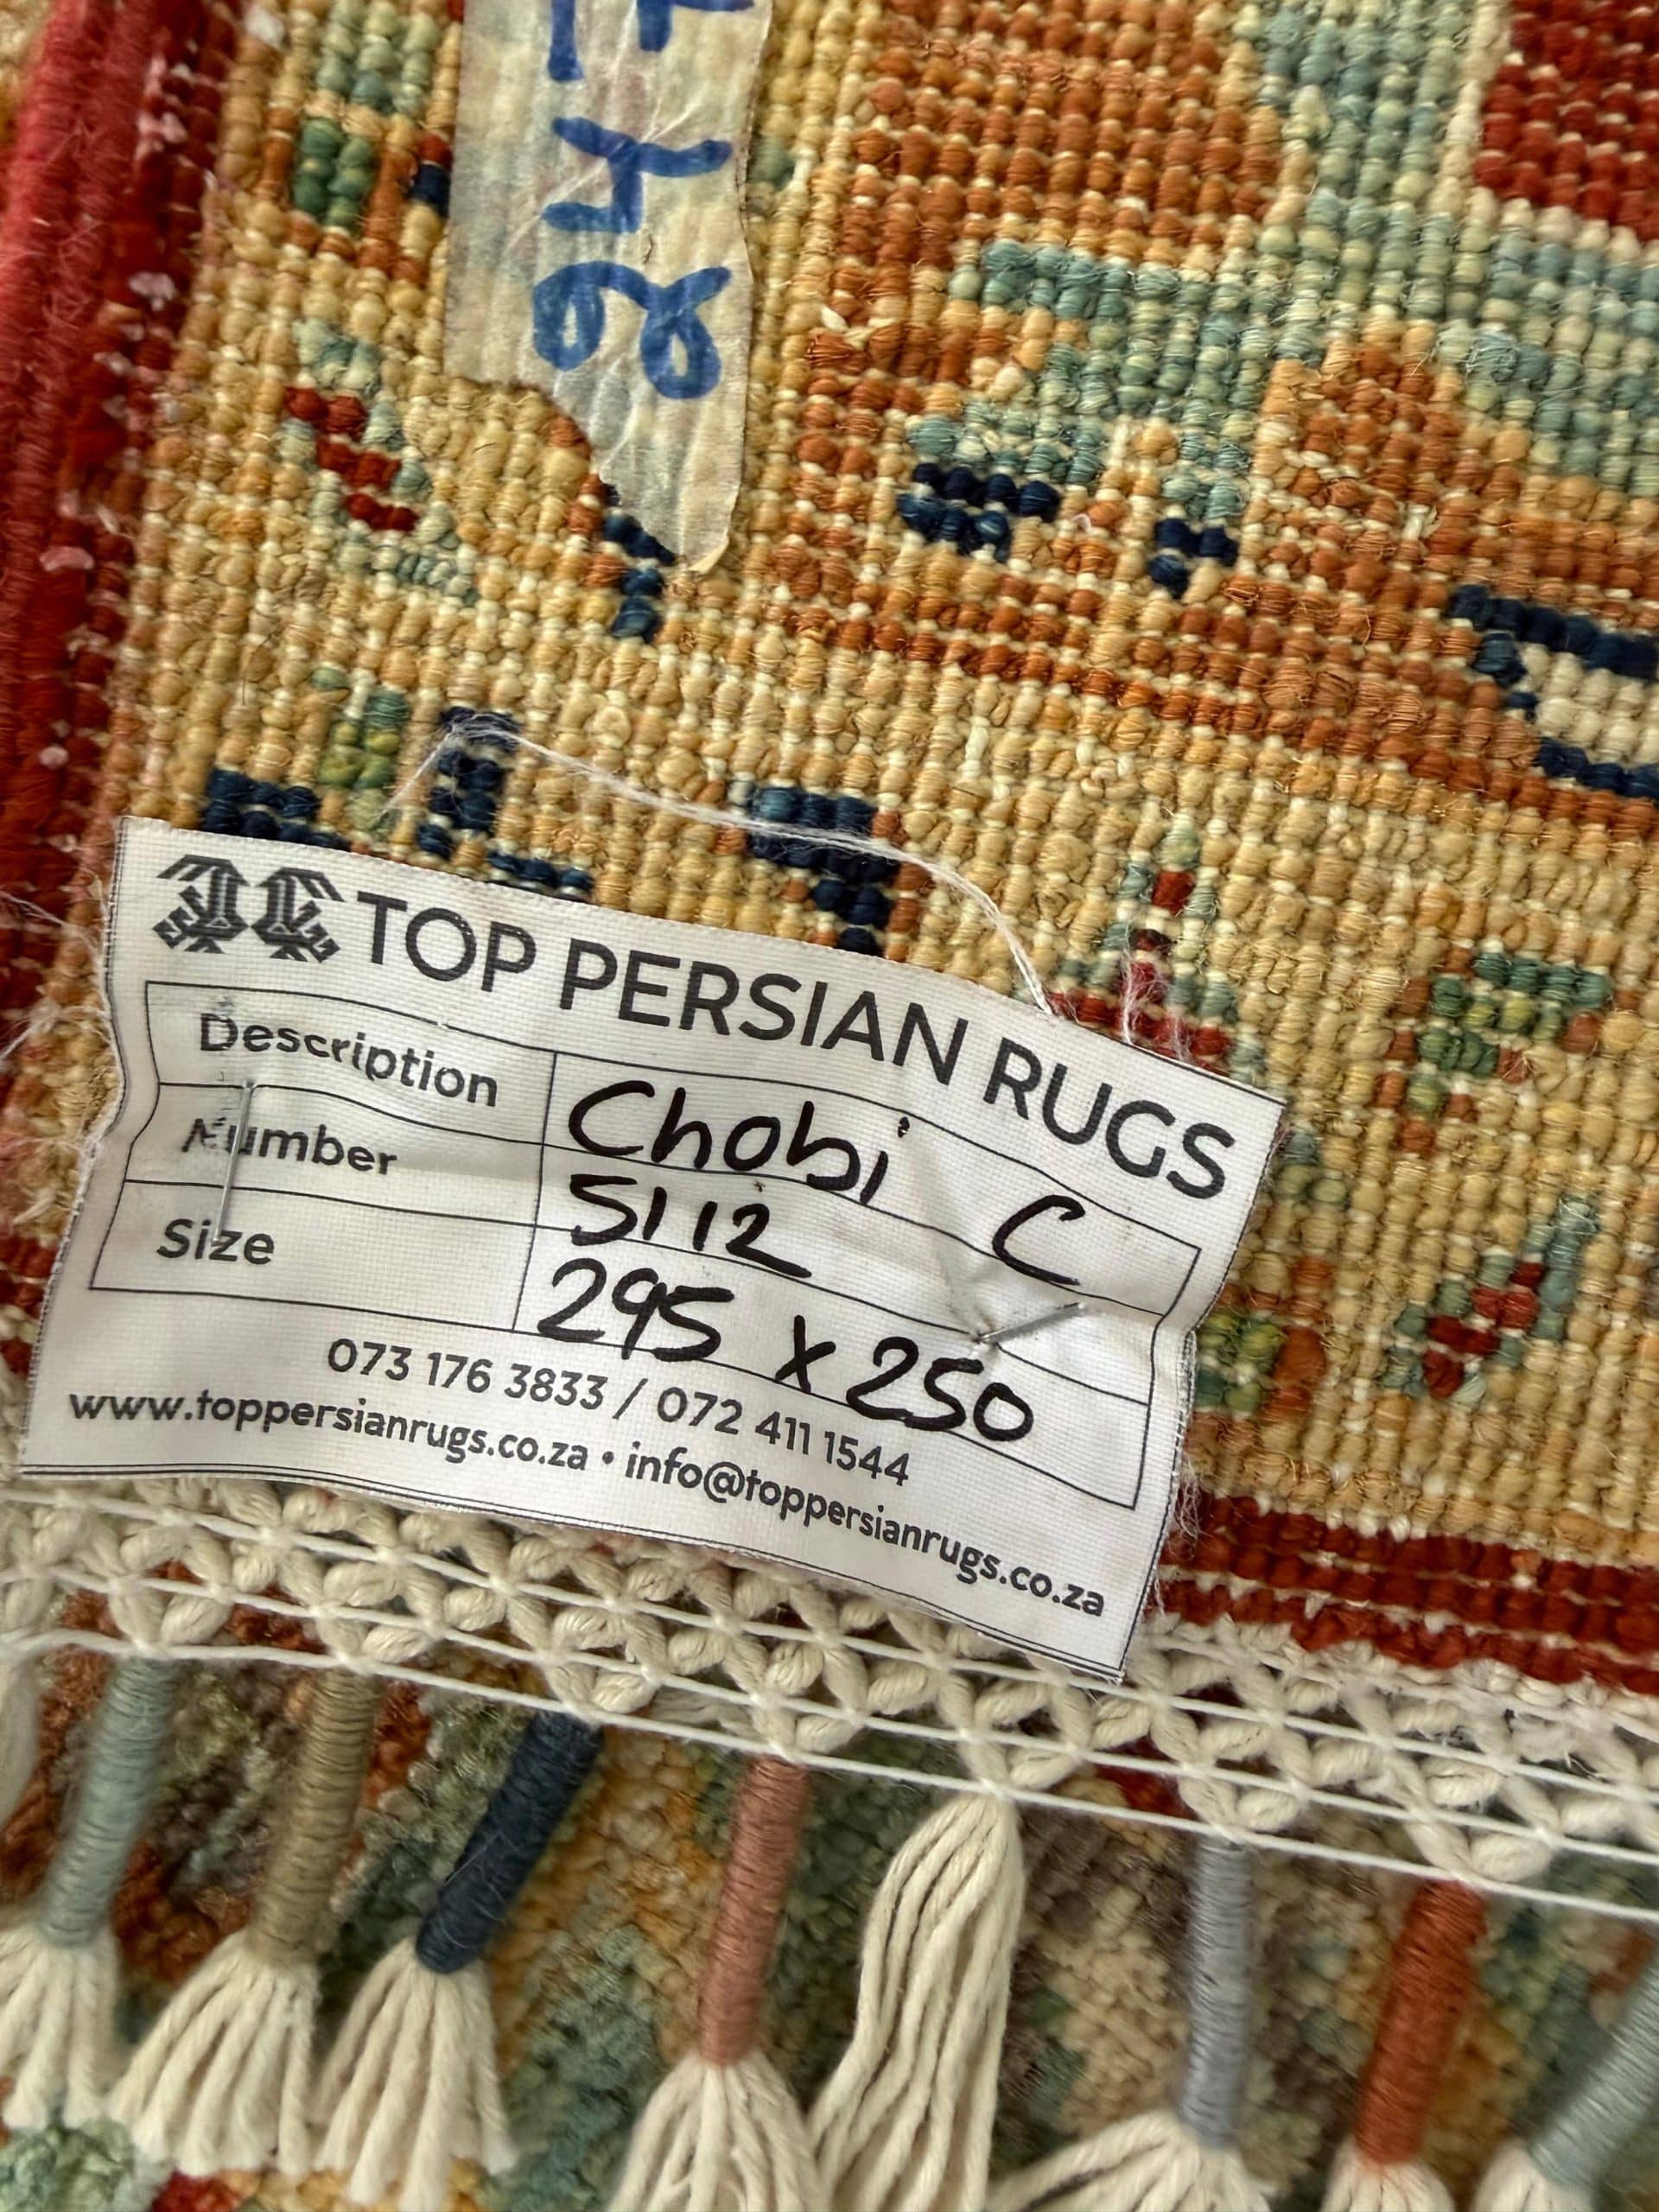 TOP PERSIAN RUGS
Description Chobi C
Number 5112
Size 295 x 250
073 176 3833 / 072 411 1544
www.toppersianrugs.co.za • info@toppersianrugs.co.za